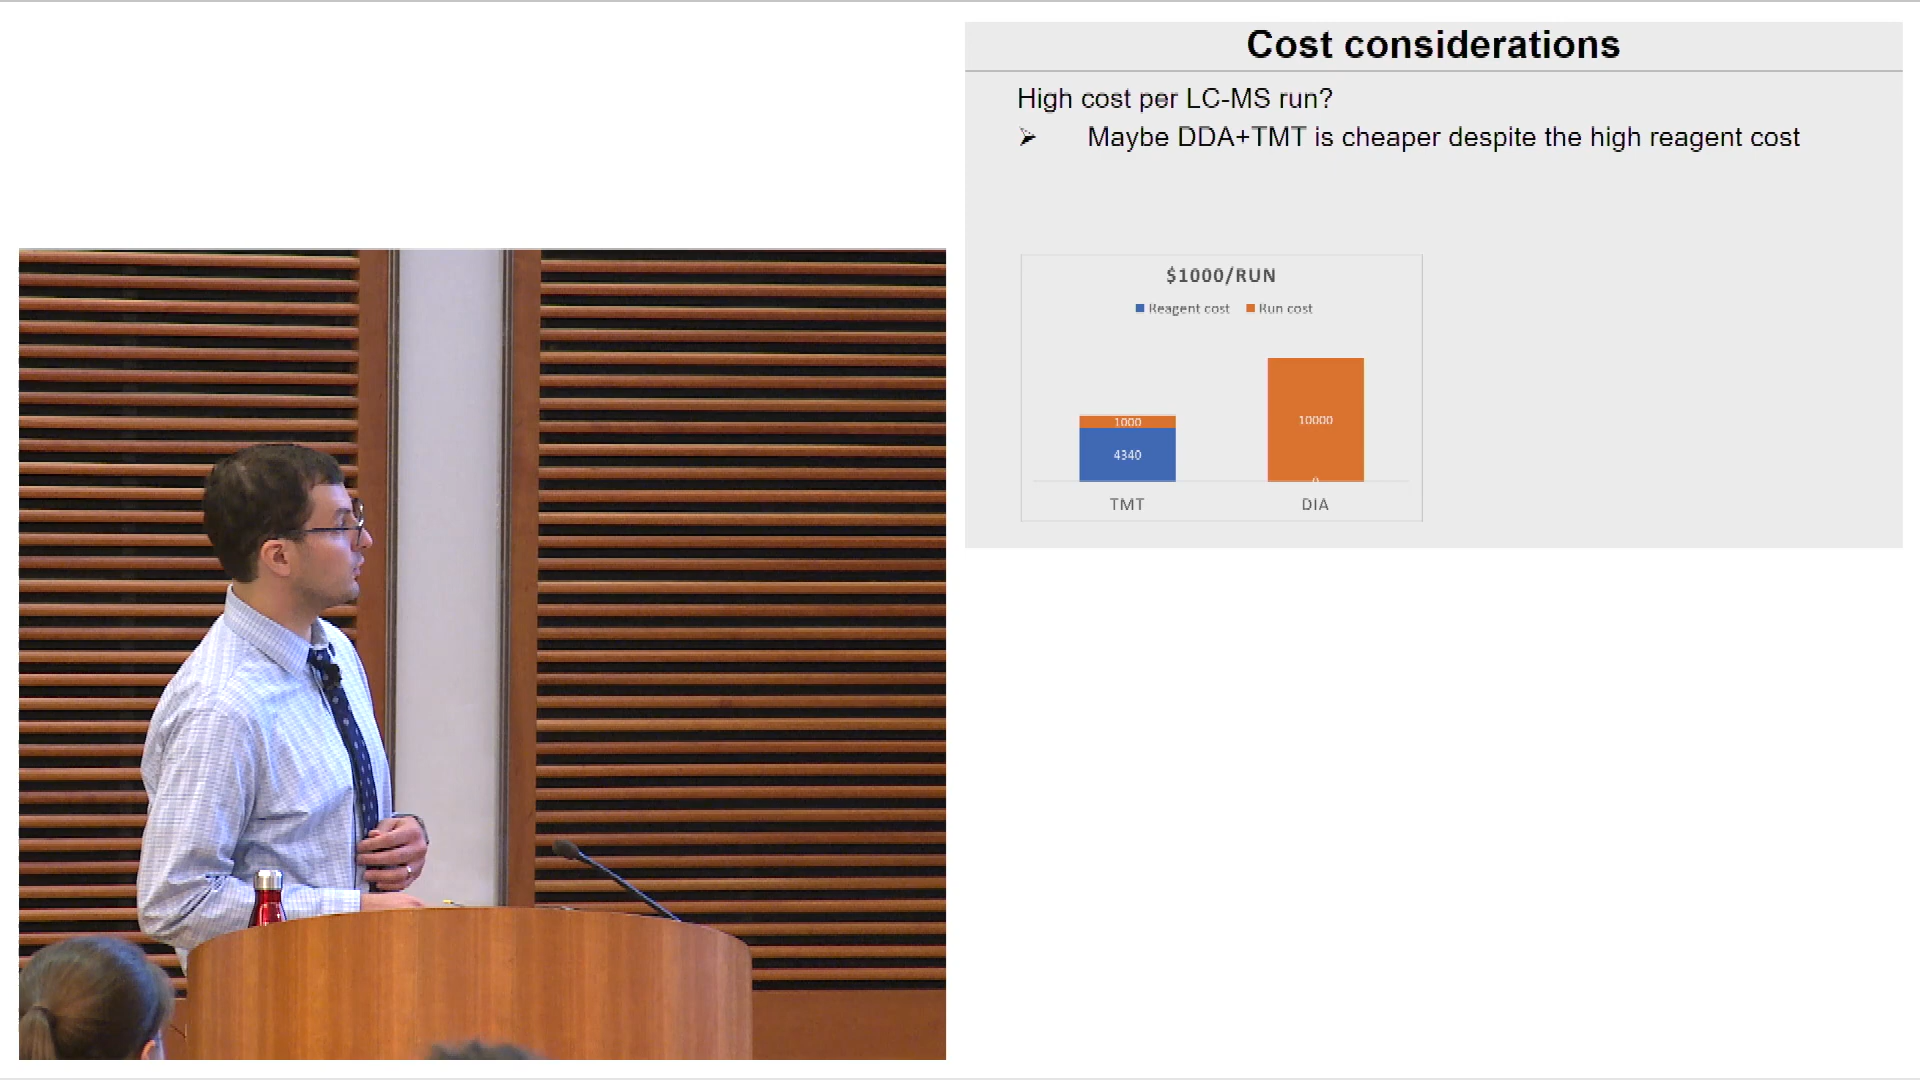 Cost considerations
High cost per LC-MS run?
➢ Maybe DDA+TMT is cheaper despite the high reagent cost
$1000/RUN
Reagent cost Run cost
1000
4340
10000
0
TMT DIA